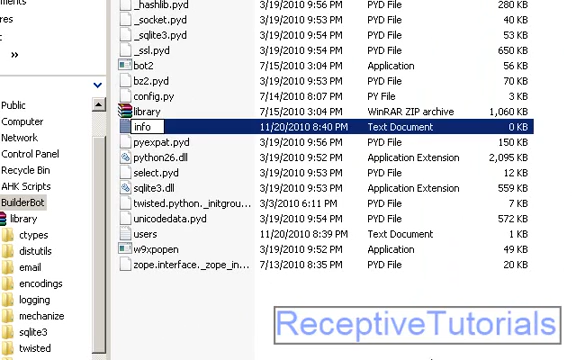 _hashlib.pyd 3/19/2010 9:56 PM PYD File 280 KB
_socket.pyd 3/19/2010 9:53 PM PYD File 40 KB
_sqlite3.pyd 3/19/2010 9:54 PM PYD File 53 KB
_ssl.pyd 3/19/2010 9:54 PM PYD File 650 KB
bot2 7/15/2010 3:04 PM Application 56 KB
bz2.pyd 3/19/2010 9:53 PM PYD File 70 KB
config.py 7/14/2010 8:07 PM PY File 3 KB
library 7/15/2010 3:04 PM WinRAR ZIP archive 1,060 KB
info 11/20/2010 8:40 PM Text Document 0 KB
pyexpat.pyd 3/19/2010 9:54 PM PYD File 150 KB
python26.dll 3/19/2010 9:52 PM Application Extension 2,095 KB
select.pyd 3/19/2010 9:53 PM PYD File 12 KB
sqlite3.dll 3/19/2010 9:53 PM Application Extension 559 KB
twisted.python._initgrou... 3/3/2010 6:11 PM PYD File 7 KB
unicodedata.pyd 3/19/2010 9:54 PM PYD File 572 KB
users 11/20/2010 8:39 PM Text Document 1 KB
w9xpopen 3/19/2010 9:52 PM Application 49 KB
zope.interface._zope_in... 7/13/2010 8:35 PM PYD File 20 KB
Public
Computer
Network
Control Panel
Recycle Bin
AHK Scripts
BuilderBot
library
ctypes
distutils
email
encodings
logging
mechanize
sqlite3
twisted
ReceptiveTutorials